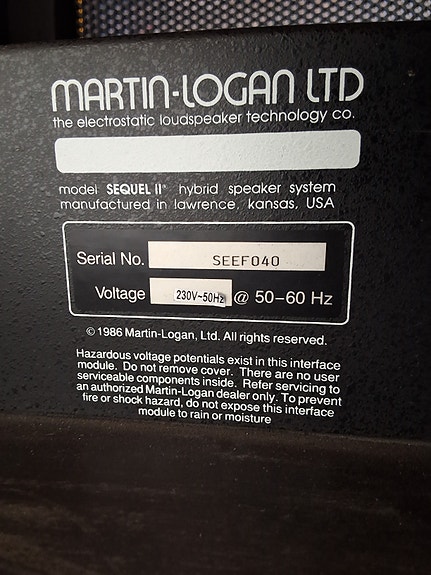 MARTIN-LOGAN LTD
the electrostatic loudspeaker technology co.
model SEQUEL II® hybrid speaker system
manufactured in lawrence, kansas, USA
Serial No. SEEF040
Voltage 230V~50Hz @ 50-60 Hz
© 1986 Martin-Logan, Ltd. All rights reserved.
Hazardous voltage potentials exist in this interface
module. Do not remove cover. There are no user
serviceable components inside. Refer servicing to
an authorized Martin-Logan dealer only. To prevent
fire or shock hazard, do not expose this interface
module to rain or moisture